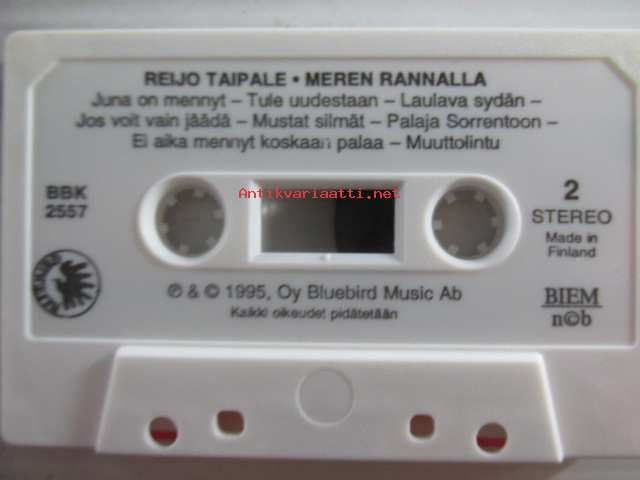 REIJO TAIPALE • MEREN RANNALLA
Juna on mennyt – Tule uudestaan – Laulava sydän –
Jos voit vain jäädä – Mustat silmät – Palaja Sorrentoon –
Ei aika mennyt koskaan palaa – Muuttolintu
Antikvariaatti.net
BBK
2557
2
STEREO
Made in
Finland
℗ & © 1995, Oy Bluebird Music Ab
Kaikki oikeudet pidätetään
BIEM
n©b